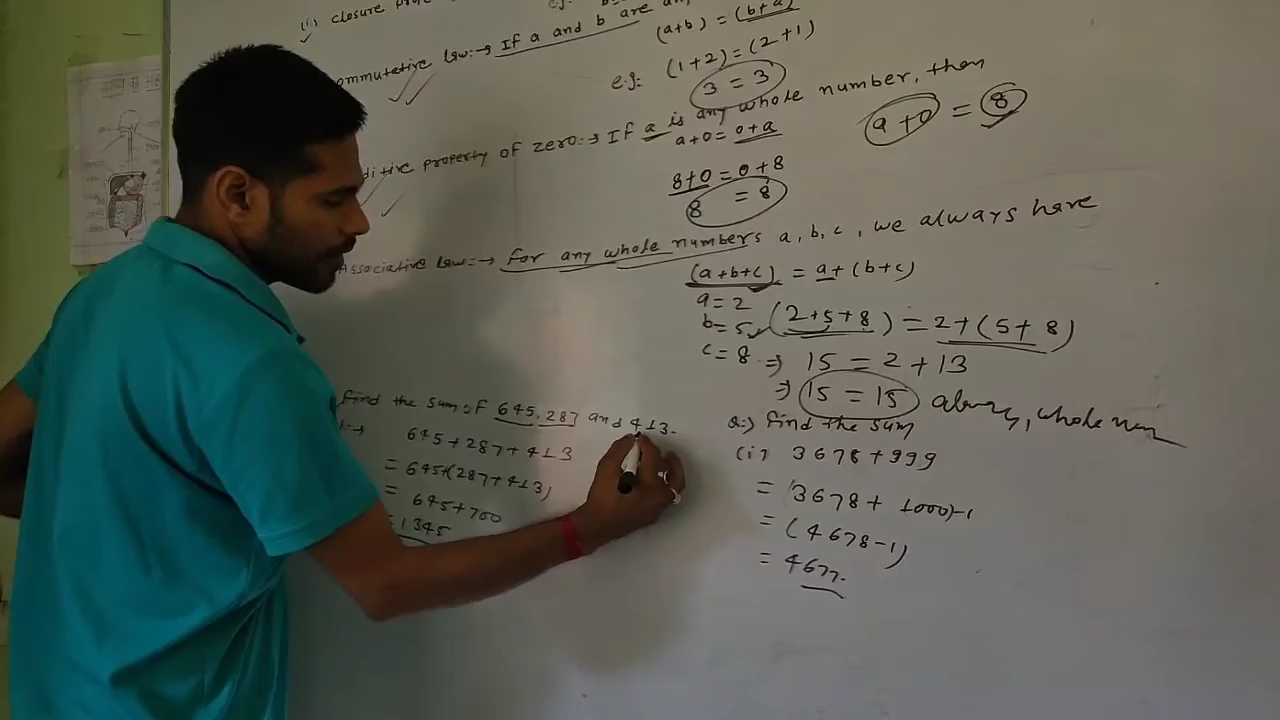 (i) closure
ommutative law:→ If a and b are any
(a+b) = (b+a)
e.g: (1+2) = (2+1)
3 = 3
ditive property of zero:→ If a is any whole number, then
a+0 = 0+a
a+0 = 8
8+0 = 0+8
8 = 8
Associative law:→ for any whole numbers a, b, c, we always have
(a+b+c) = a+(b+c)
a=2
b=5
c=8
(2+5+8) = 2+(5+8)
⇒ 15 = 2+13
⇒ 15 = 15
whole
find the sum of 645, 287 and 413.
645+287+413
= 645+(287+413)
= 645+700
= 1345
Q:) find the sum
(i) 3678+999
= (3678+1000)-1
= (4678-1)
= 4677.